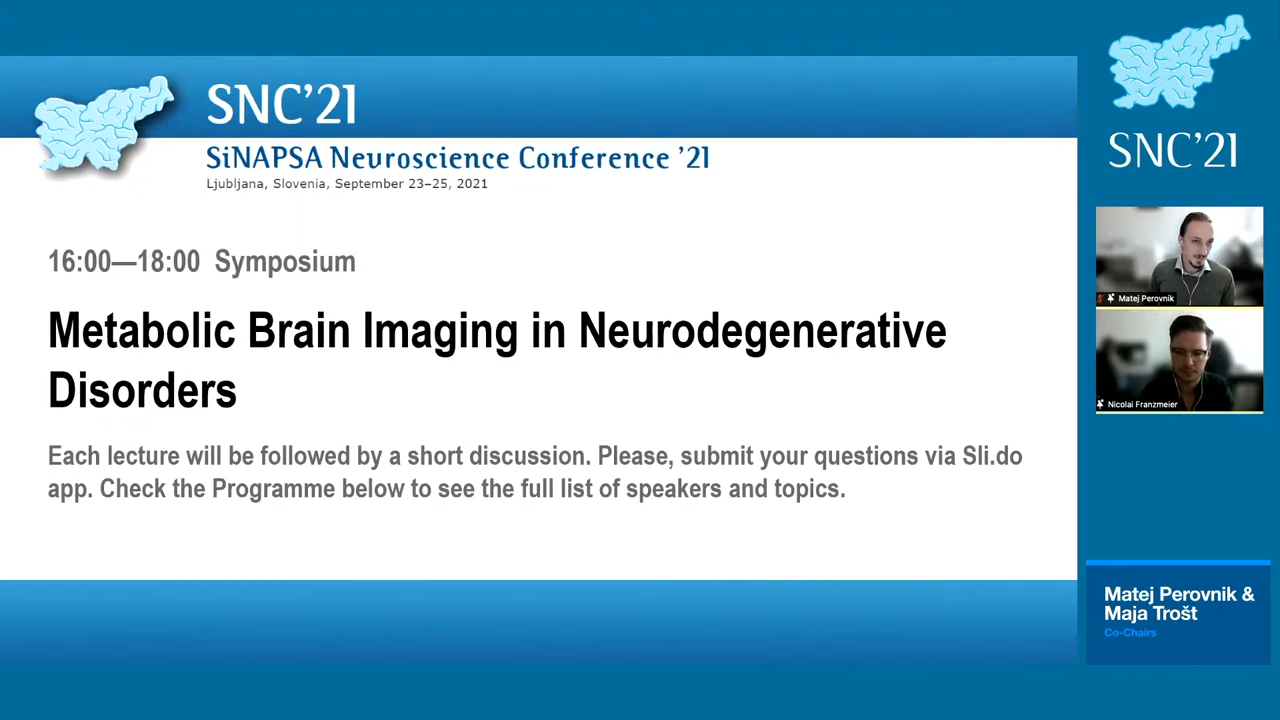 SNC’21
SiNAPSA Neuroscience Conference ’21
Ljubljana, Slovenia, September 23–25, 2021
16:00—18:00 Symposium
Metabolic Brain Imaging in Neurodegenerative
Disorders
Each lecture will be followed by a short discussion. Please, submit your questions via Sli.do
app. Check the Programme below to see the full list of speakers and topics.
SNC’21
Matej Perovnik
Nicolai Franzmeier
Matej Perovnik &
Maja Trošt
Co-Chairs